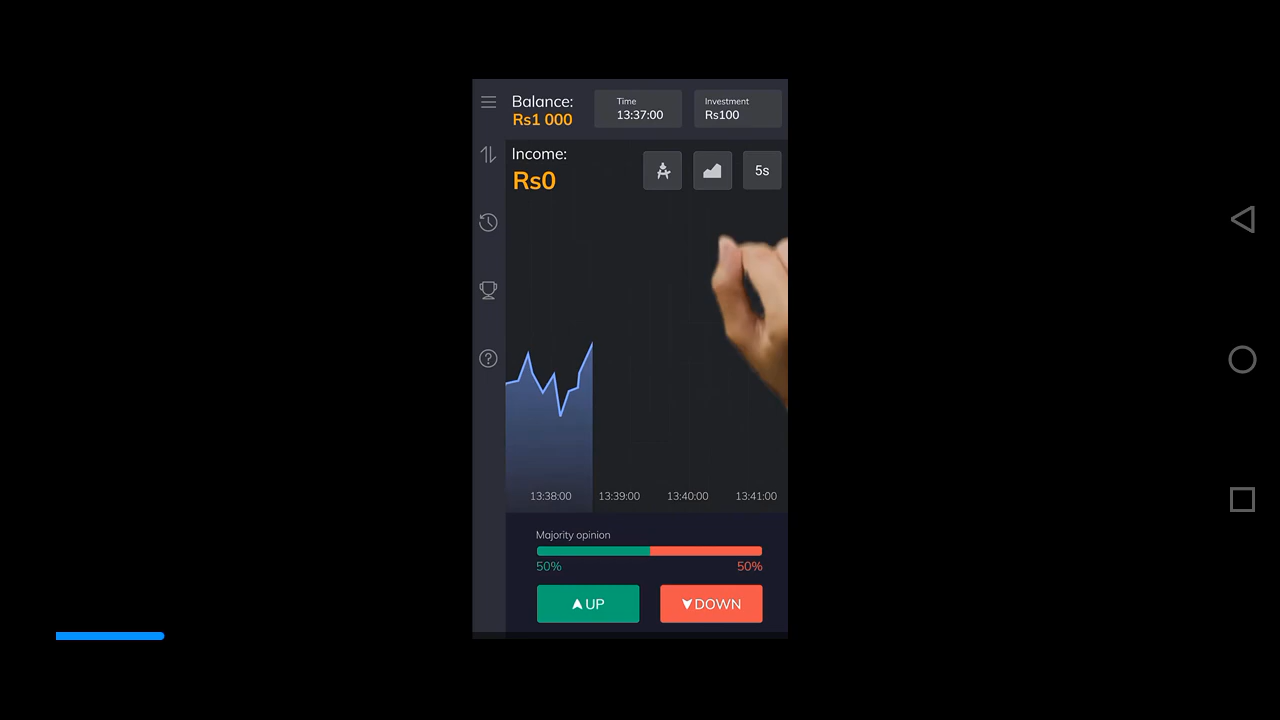 Balance:
Rs1 000
Time
13:37:00
Investment
Rs100
Income:
Rs0
5s
13:38:00 13:39:00 13:40:00 13:41:00
Majority opinion
50% 50%
UP DOWN